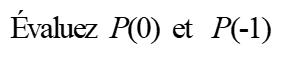 Évaluez P(0) et P(-1)